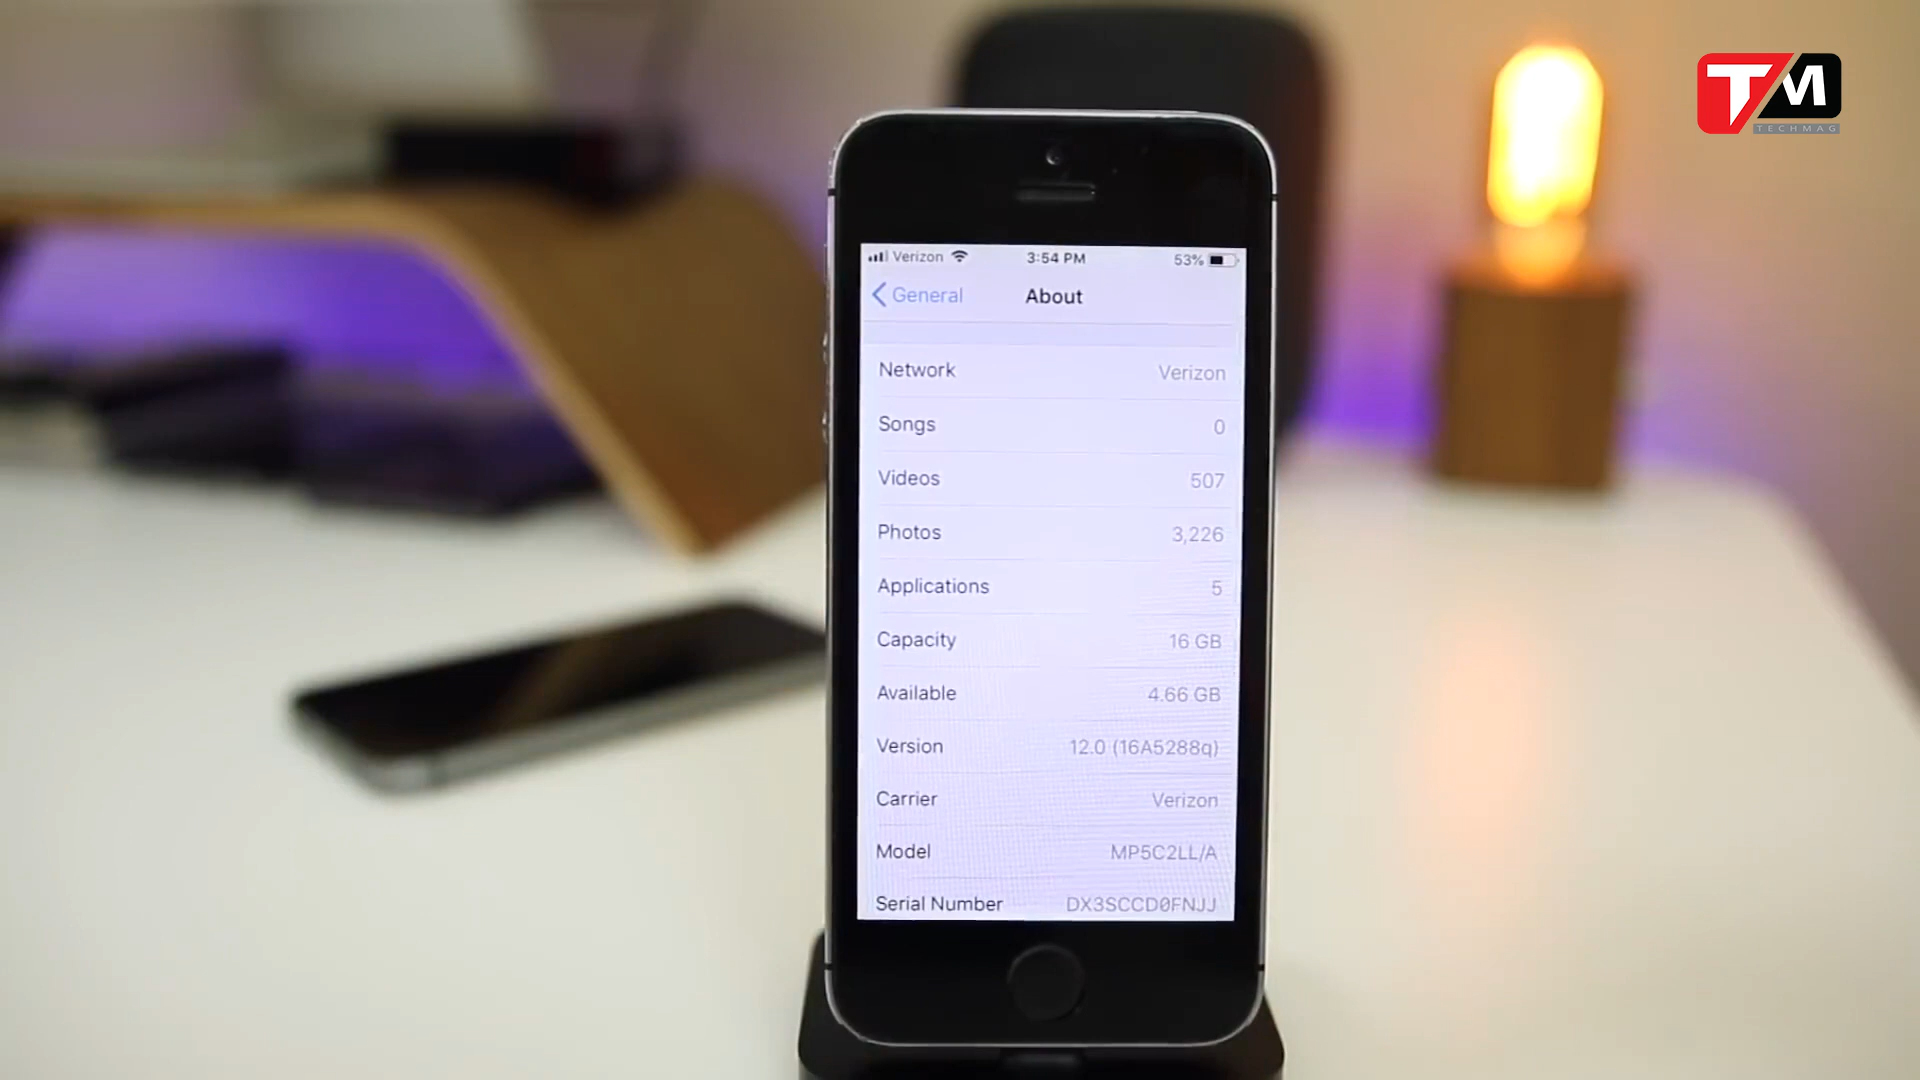 TM
TECHMAG
Verizon 3:54 PM 53%
General About
Network Verizon
Songs 0
Videos 507
Photos 3,226
Applications 5
Capacity 16 GB
Available 4.66 GB
Version 12.0 (16A5288q)
Carrier Verizon
Model MP5C2LL/A
Serial Number DX3SCCD0FNJJ